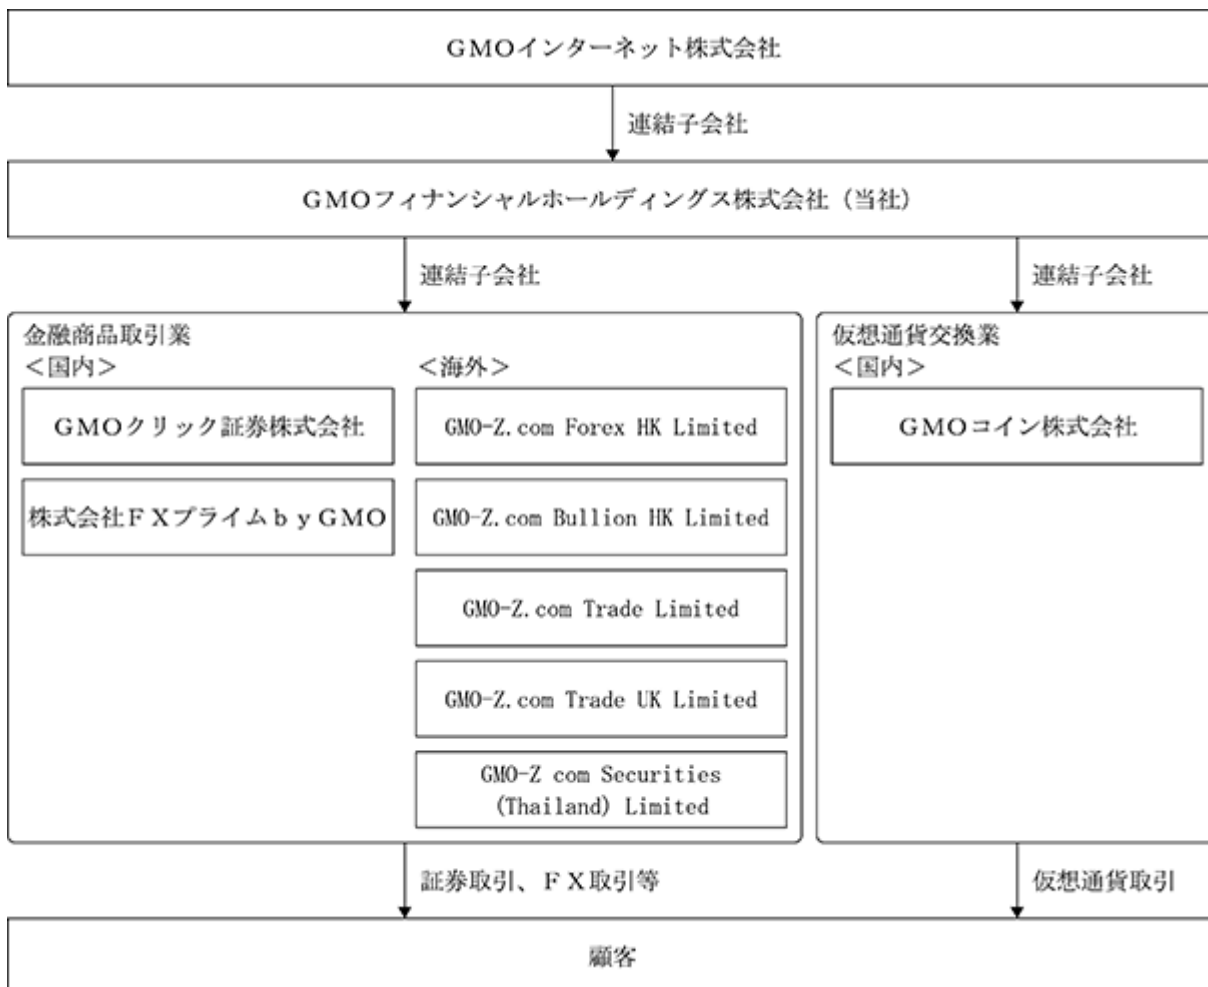 ＧＭＯインターネット株式会社
連結子会社
ＧＭＯフィナンシャルホールディングス株式会社（当社）
連結子会社
連結子会社
金融商品取引業
＜国内＞
＜海外＞
ＧＭＯクリック証券株式会社
株式会社ＦＸプライムｂｙＧＭＯ
GMO-Z.com Forex HK Limited
GMO-Z.com Bullion HK Limited
GMO-Z.com Trade Limited
GMO-Z.com Trade UK Limited
GMO-Z com Securities
(Thailand) Limited
仮想通貨交換業
＜国内＞
ＧＭＯコイン株式会社
証券取引、ＦＸ取引等
仮想通貨取引
顧客